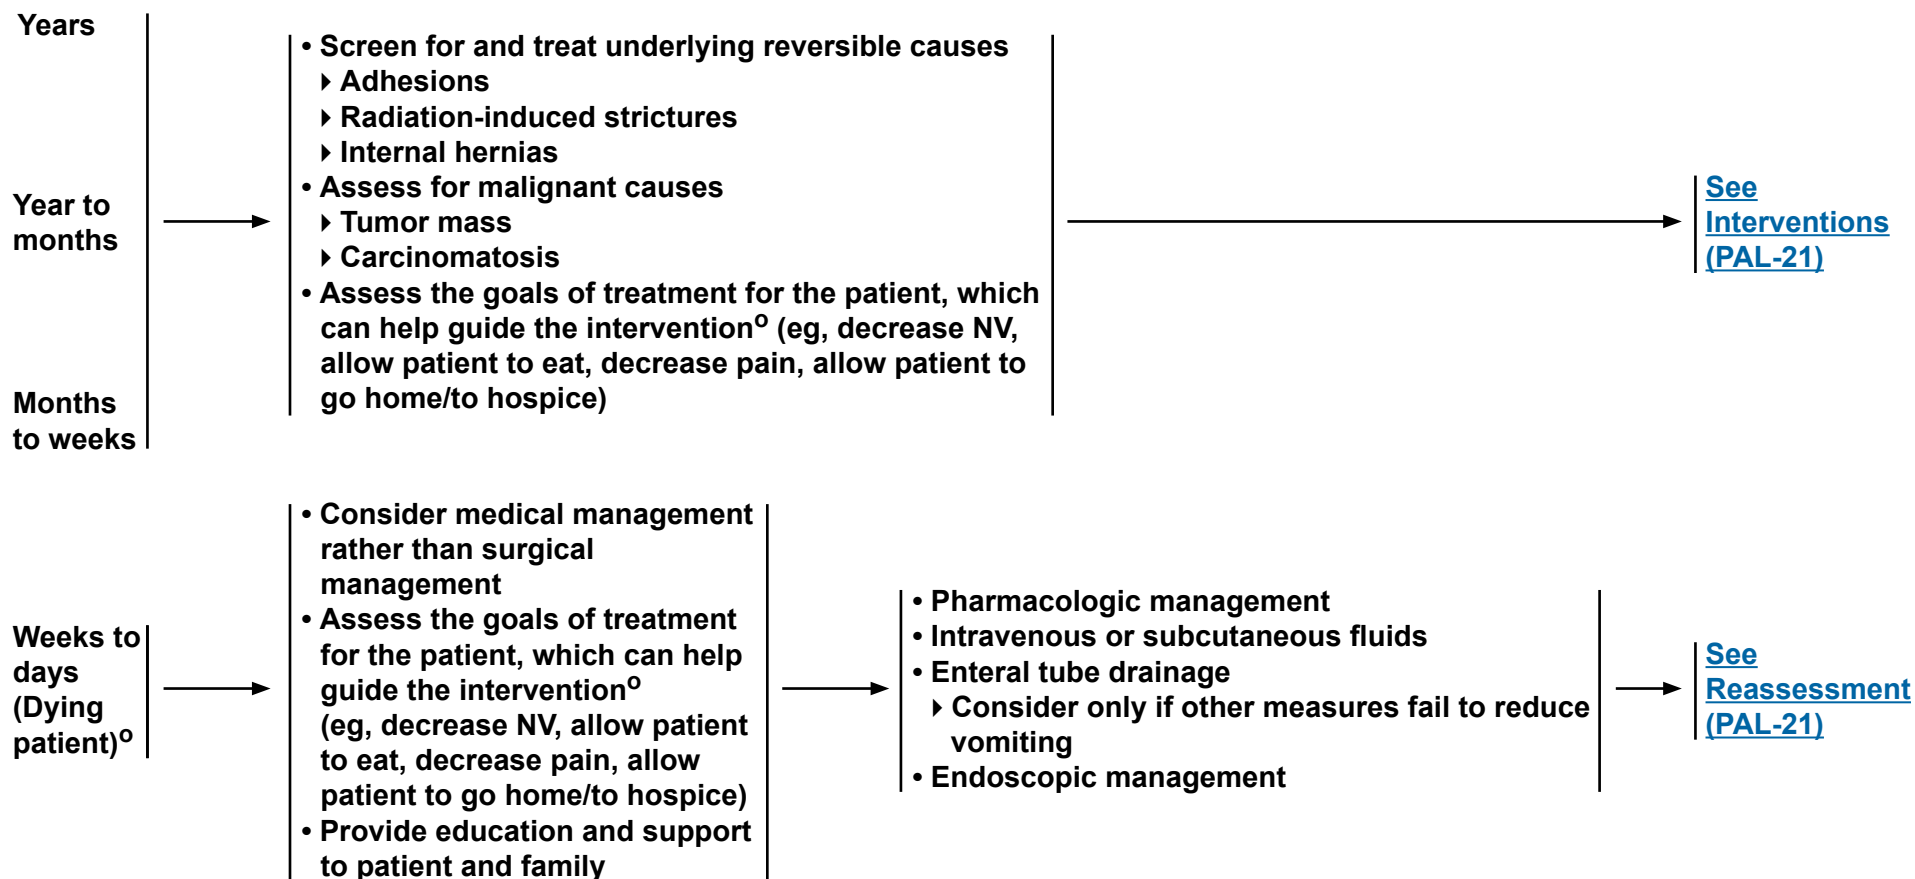 Years
Year to
months
Months
to weeks
• Screen for and treat underlying reversible causes
▸ Adhesions
▸ Radiation-induced strictures
▸ Internal hernias
• Assess for malignant causes
▸ Tumor mass
▸ Carcinomatosis
• Assess the goals of treatment for the patient, which
can help guide the intervention° (eg, decrease NV,
allow patient to eat, decrease pain, allow patient to
go home/to hospice)
See
Interventions
(PAL-21)
Weeks to
days
(Dying
patient)°
• Consider medical management
rather than surgical
management
• Assess the goals of treatment
for the patient, which can help
guide the intervention°
(eg, decrease NV, allow patient
to eat, decrease pain, allow
patient to go home/to hospice)
• Provide education and support
to patient and family
• Pharmacologic management
• Intravenous or subcutaneous fluids
• Enteral tube drainage
▸ Consider only if other measures fail to reduce
vomiting
• Endoscopic management
See
Reassessment
(PAL-21)